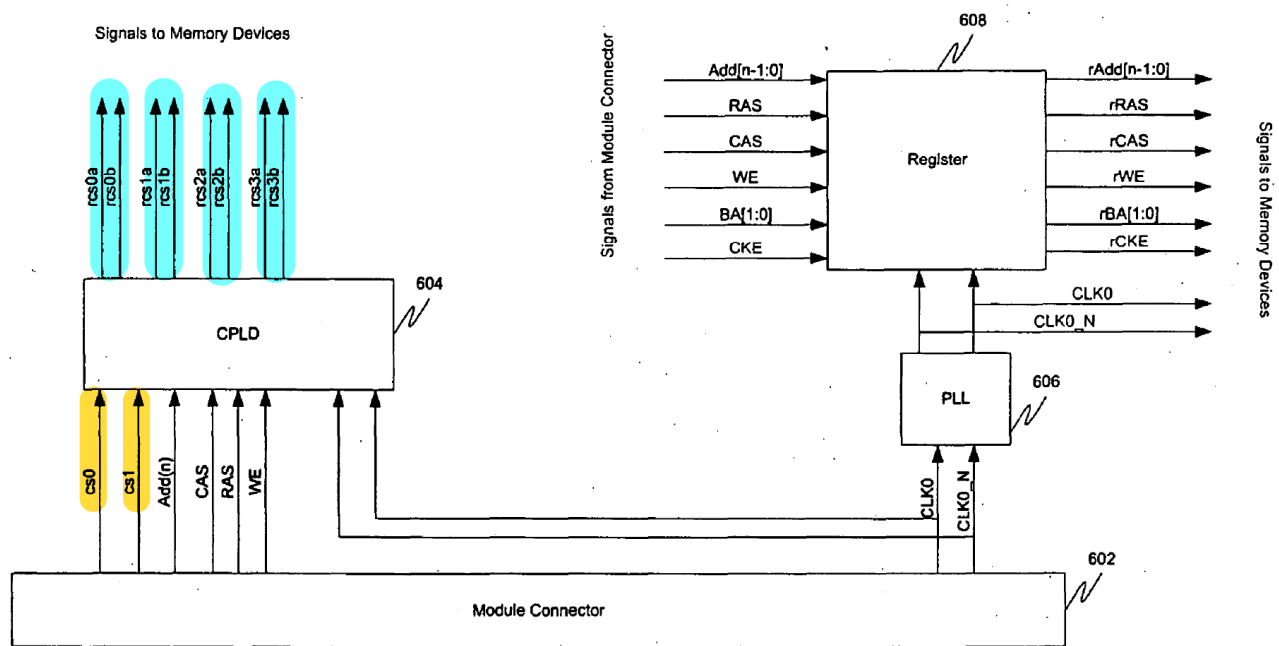 Signals to Memory Devices
rcs0a
rcs0b
rcs1a
rcs1b
rcs2a
rcs2b
rcs3a
rcs3b
CPLD
604
cs0
cs1
Add(n)
CAS
RAS
WE
Signals from Module Connector
608
Add[n-1:0]
RAS
CAS
WE
BA[1:0]
CKE
Register
rAdd[n-1:0]
rRAS
rCAS
rWE
rBA[1:0]
rCKE
Signals to Memory Devices
CLK0
CLK0_N
PLL
606
CLK0
CLK0_N
602
Module Connector